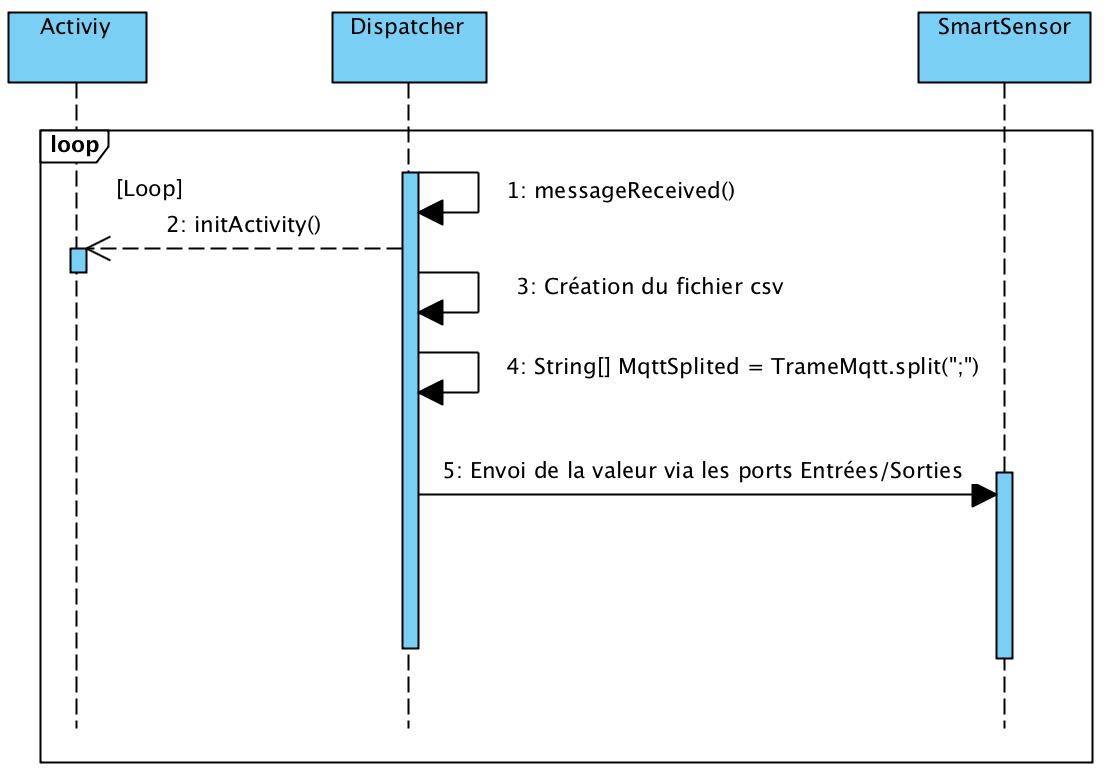 Activiy
Dispatcher
SmartSensor
loop
[Loop]
1: messageReceived()
2: initActivity()
3: Création du fichier csv
4: String[] MqttSplited = TrameMqtt.split(";")
5: Envoi de la valeur via les ports Entrées/Sorties